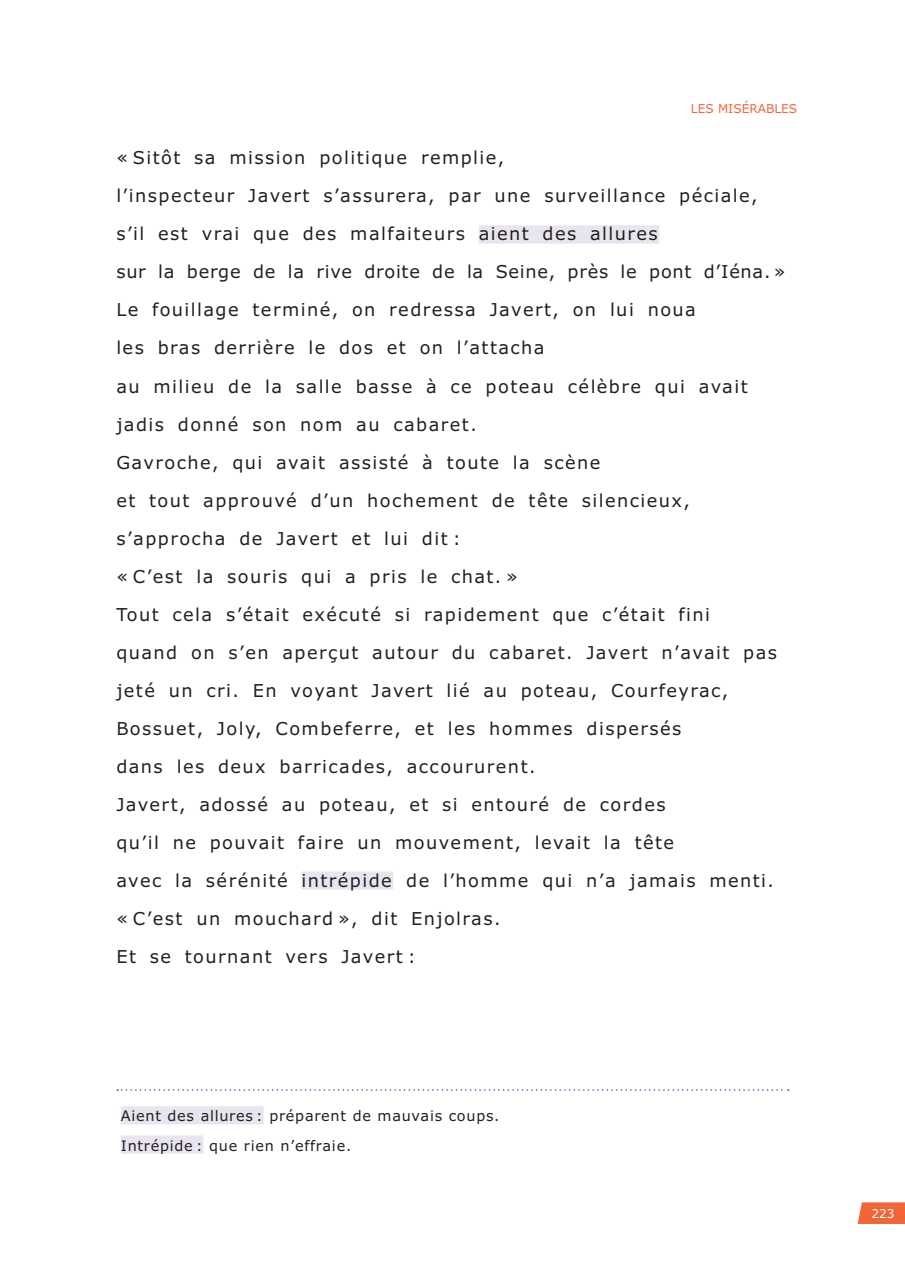 LES MISÉRABLES
« Sitôt sa mission politique remplie,
l’inspecteur Javert s’assurera, par une surveillance péciale,
s’il est vrai que des malfaiteurs aient des allures
sur la berge de la rive droite de la Seine, près le pont d’Iéna. »
Le fouillage terminé, on redressa Javert, on lui noua
les bras derrière le dos et on l’attacha
au milieu de la salle basse à ce poteau célèbre qui avait
jadis donné son nom au cabaret.
Gavroche, qui avait assisté à toute la scène
et tout approuvé d’un hochement de tête silencieux,
s’approcha de Javert et lui dit :
« C’est la souris qui a pris le chat. »
Tout cela s’était exécuté si rapidement que c’était fini
quand on s’en aperçut autour du cabaret. Javert n’avait pas
jeté un cri. En voyant Javert lié au poteau, Courfeyrac,
Bossuet, Joly, Combeferre, et les hommes dispersés
dans les deux barricades, accoururent.
Javert, adossé au poteau, et si entouré de cordes
qu’il ne pouvait faire un mouvement, levait la tête
avec la sérénité intrépide de l’homme qui n’a jamais menti.
« C’est un mouchard », dit Enjolras.
Et se tournant vers Javert :
Aient des allures : préparent de mauvais coups.
Intrépide : que rien n’effraie.
223